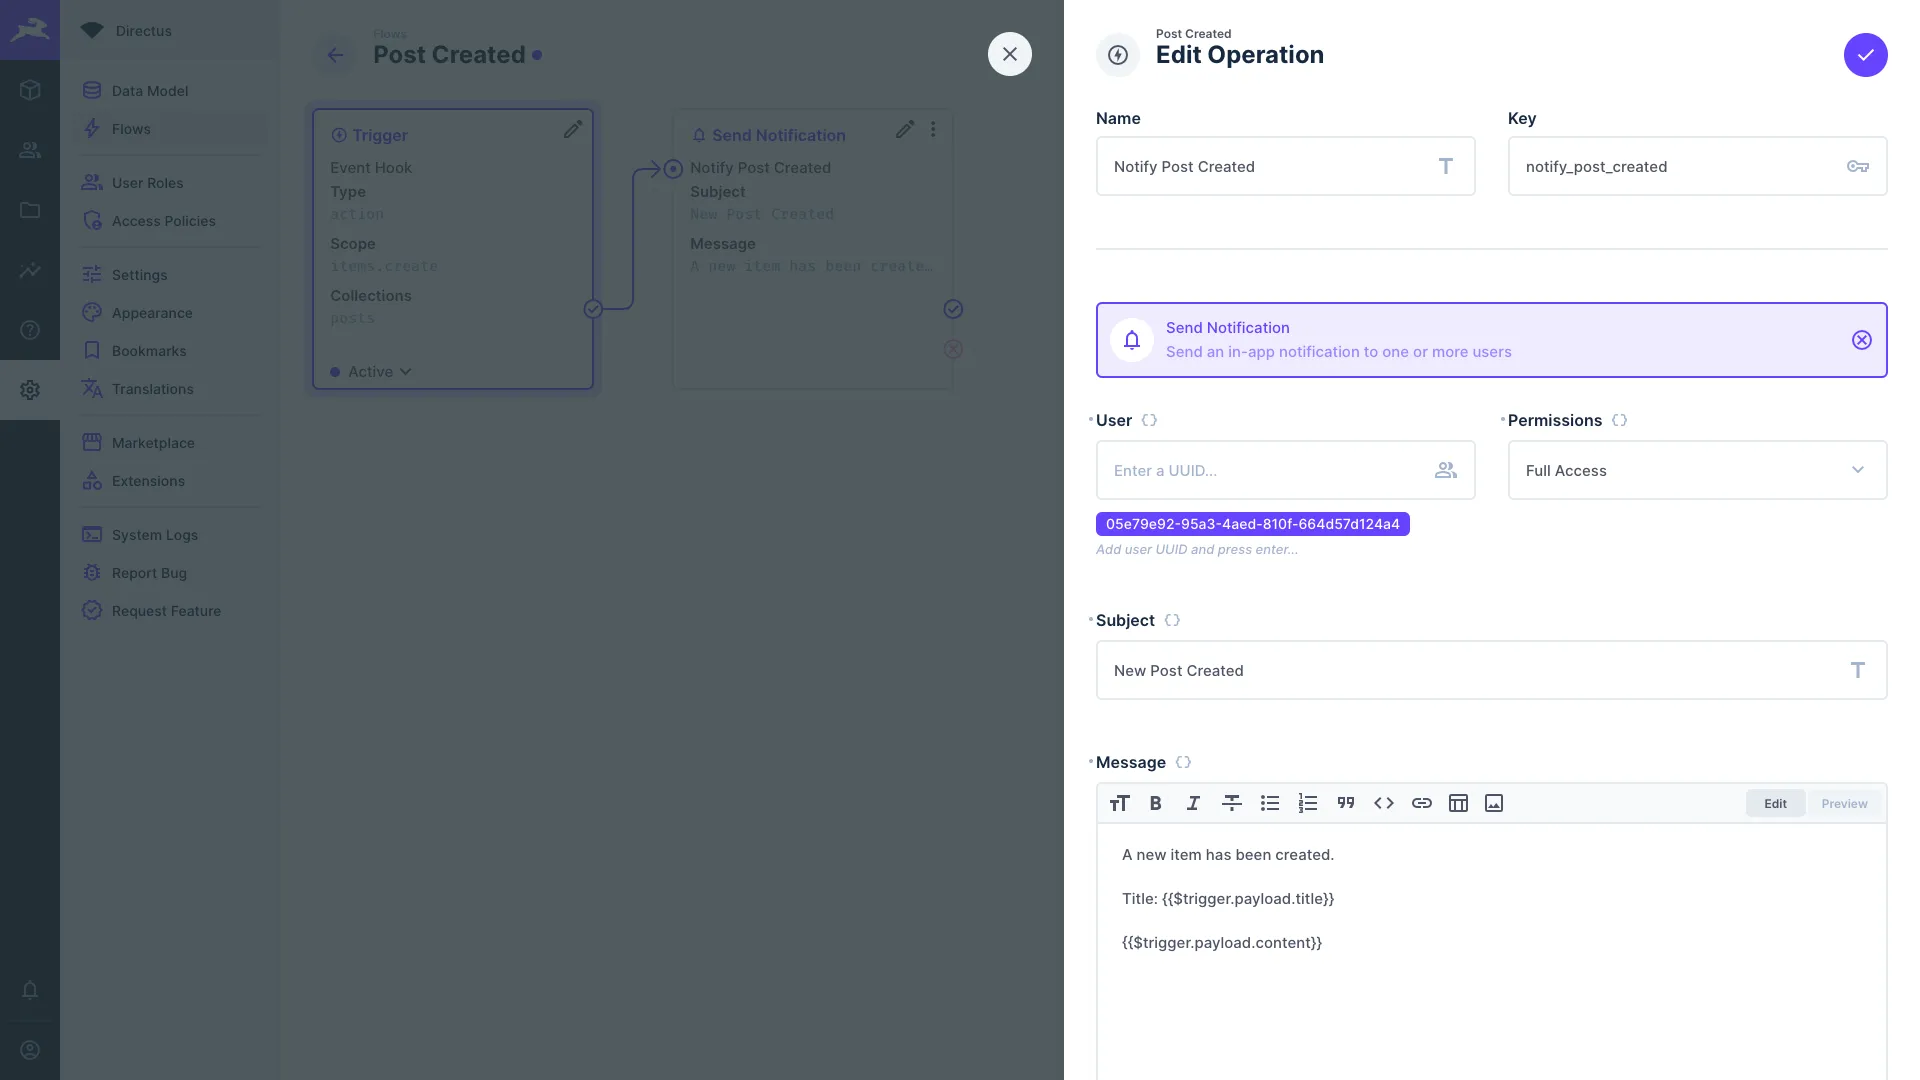 Directus
Data Model
Flows
User Roles
Access Policies
Settings
Appearance
Bookmarks
Translations
Marketplace
Extensions
System Logs
Report Bug
Request Feature
Flows
Post Created
Trigger
Event Hook
Type
action
Scope
items.create
Collections
posts
Active
Send Notification
Notify Post Created
Subject
New Post Created
Message
A new item has been create…
Post Created
Edit Operation
Name
Key
Notify Post Created
notify_post_created
Send Notification
Send an in-app notification to one or more users
User
Permissions
Enter a UUID...
Full Access
05e79e92-95a3-4aed-810f-664d57d124a4
Add user UUID and press enter...
Subject
New Post Created
Message
Edit
Preview
A new item has been created.
Title: {{$trigger.payload.title}}
{{$trigger.payload.content}}